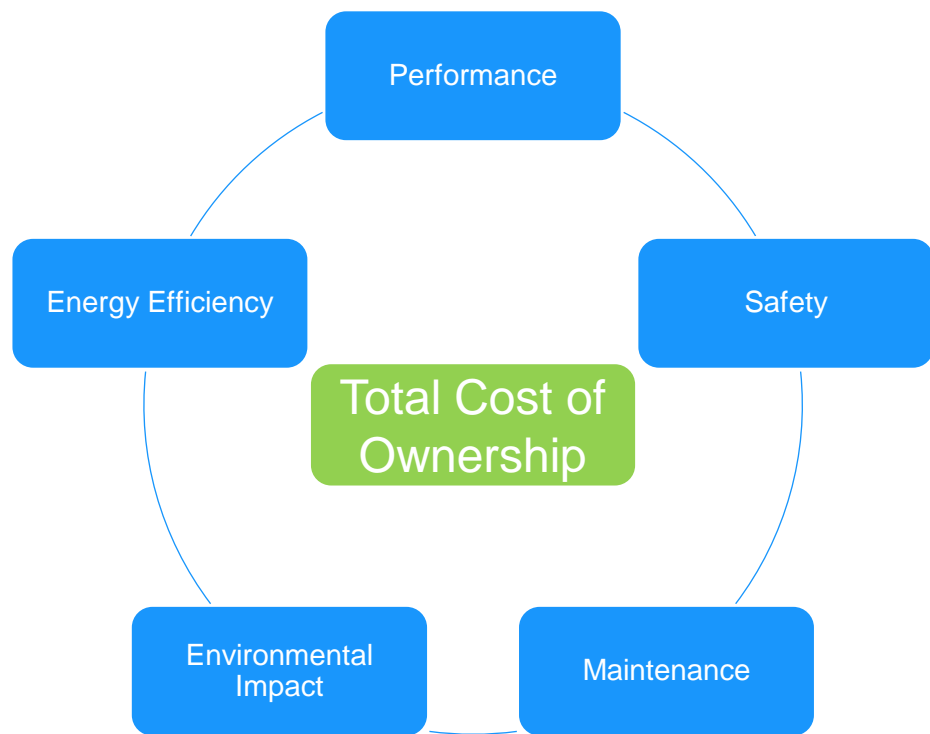 Performance
Energy Efficiency
Safety
Total Cost of
Ownership
Environmental
Impact
Maintenance